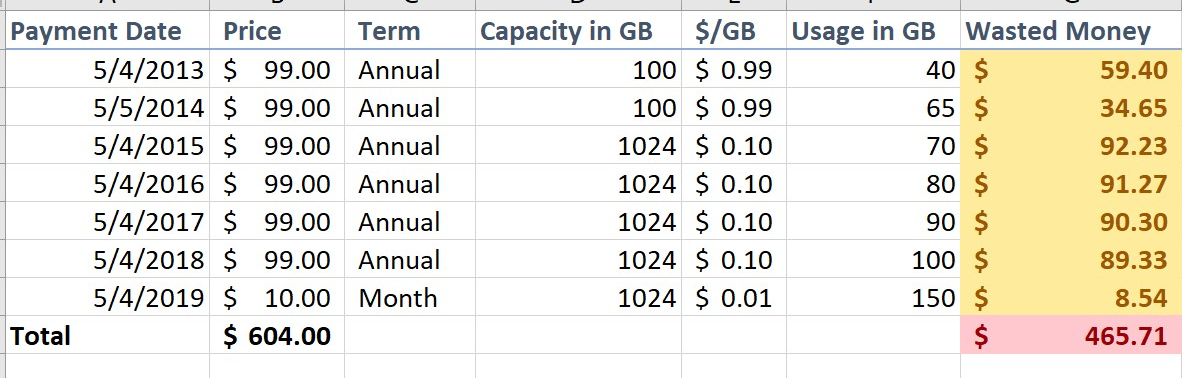 Payment Date Price Term Capacity in GB $/GB Usage in GB Wasted Money
5/4/2013 $ 99.00 Annual 100 $ 0.99 40 $ 59.40
5/5/2014 $ 99.00 Annual 100 $ 0.99 65 $ 34.65
5/4/2015 $ 99.00 Annual 1024 $ 0.10 70 $ 92.23
5/4/2016 $ 99.00 Annual 1024 $ 0.10 80 $ 91.27
5/4/2017 $ 99.00 Annual 1024 $ 0.10 90 $ 90.30
5/4/2018 $ 99.00 Annual 1024 $ 0.10 100 $ 89.33
5/4/2019 $ 10.00 Month 1024 $ 0.01 150 $ 8.54
Total $ 604.00 $ 465.71